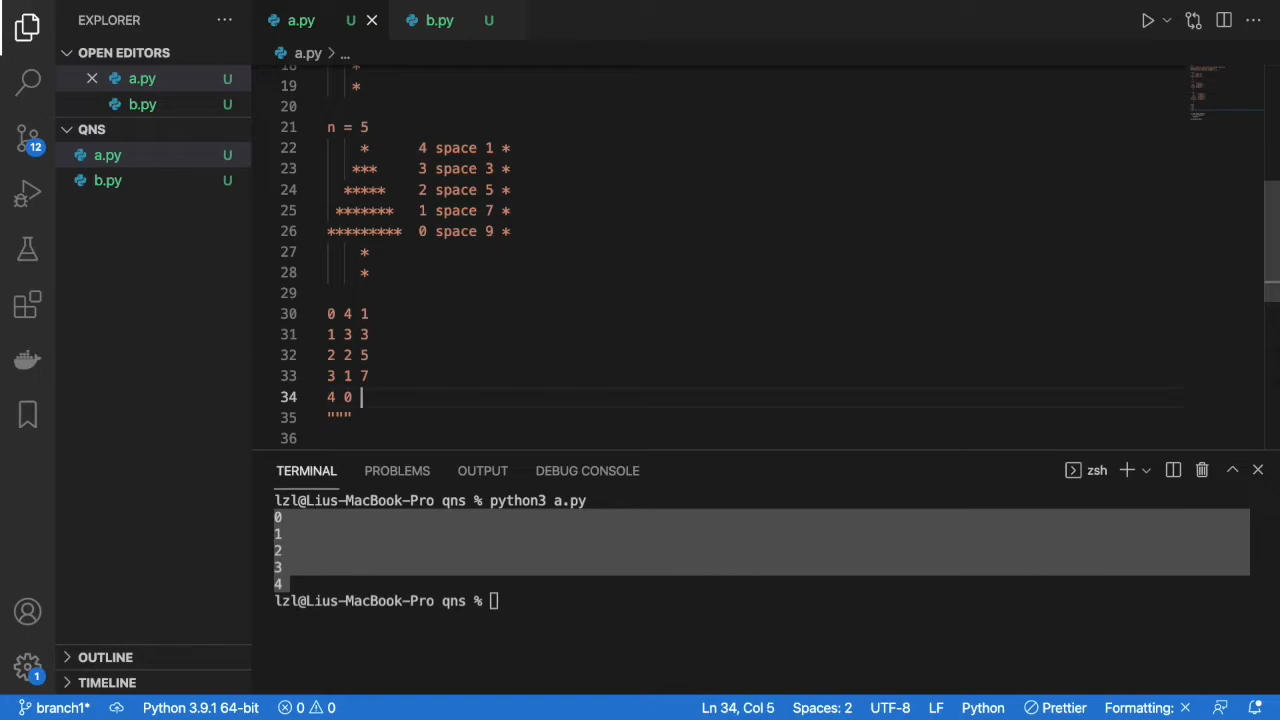 EXPLORER
a.py U
b.py U
OPEN EDITORS
a.py U
b.py U
QNS
a.py U
b.py U
12
1
OUTLINE
TIMELINE
a.py > ...
18 *
19 *
20
21 n = 5
22 * 4 space 1 *
23 *** 3 space 3 *
24 ***** 2 space 5 *
25 ******* 1 space 7 *
26 ********* 0 space 9 *
27 *
28 *
29
30 0 4 1
31 1 3 3
32 2 2 5
33 3 1 7
34 4 0
35 """
36
TERMINAL PROBLEMS OUTPUT DEBUG CONSOLE zsh
lzl@Lius-MacBook-Pro qns % python3 a.py
0
1
2
3
4
lzl@Lius-MacBook-Pro qns %
branch1* Python 3.9.1 64-bit 0 0 Ln 34, Col 5 Spaces: 2 UTF-8 LF Python Prettier Formatting: ×